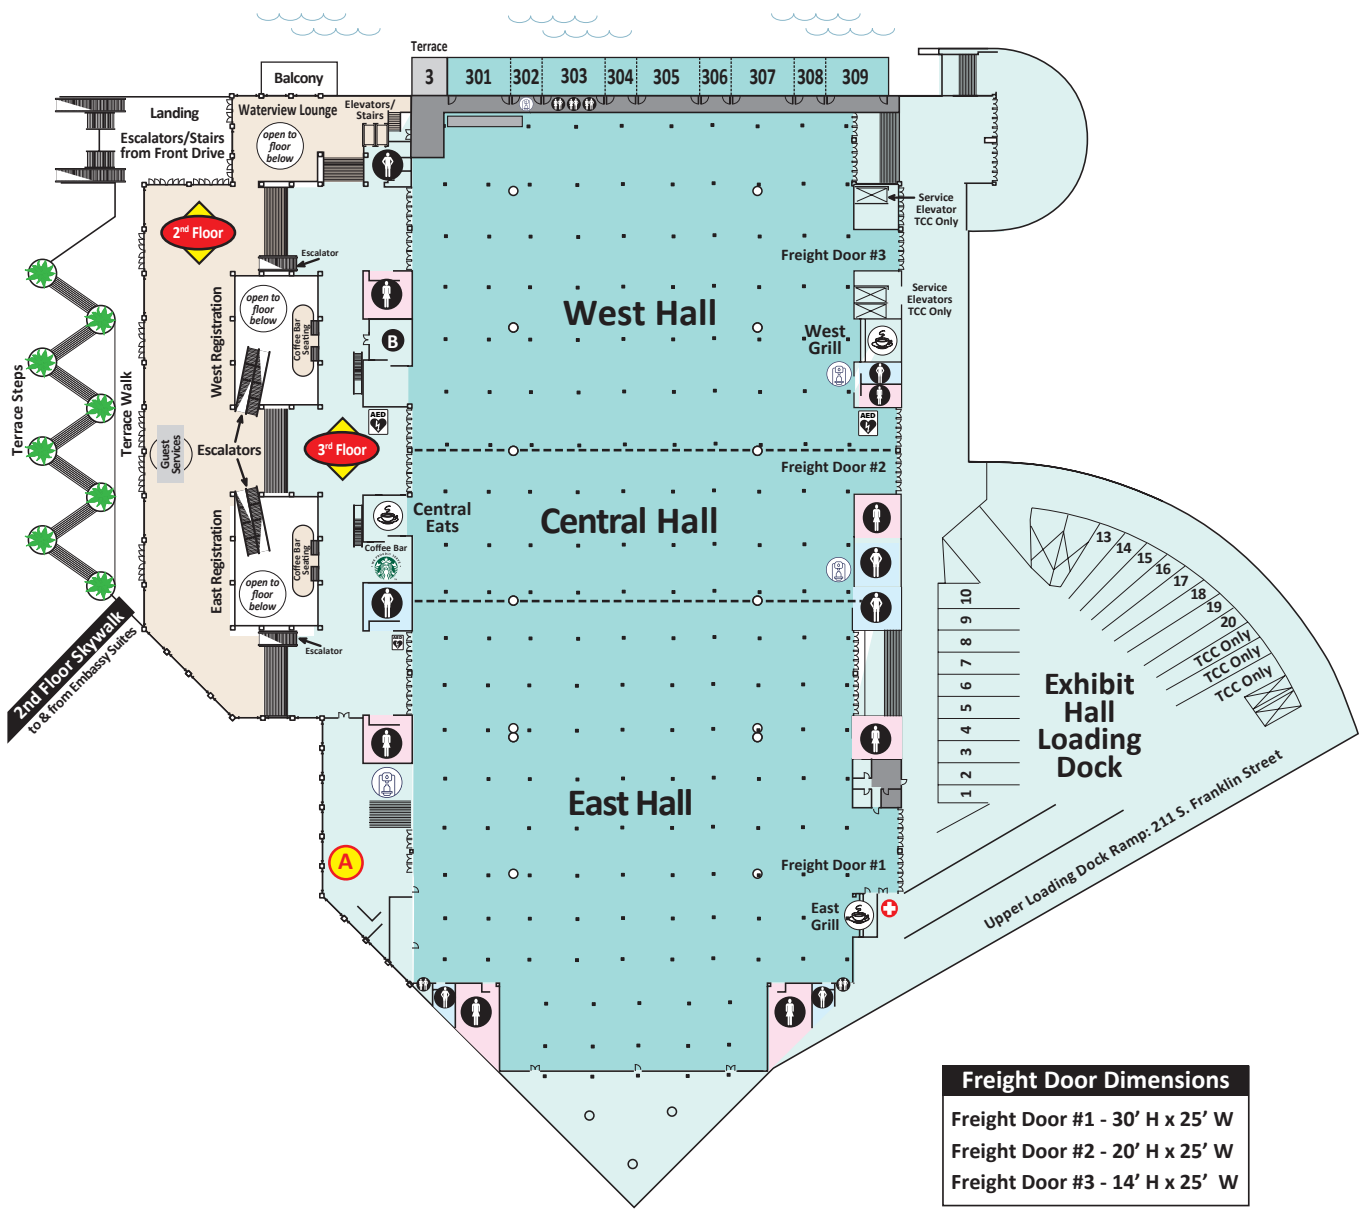 Terrace
3
301
302
303
304
305
306
307
308
309
Balcony
Landing
Escalators/Stairs
from Front Drive
Waterview Lounge
Elevators/
Stairs
open to
floor
below
2nd Floor
Escalator
Service
Elevator
TCC Only
Freight Door #3
Service
Elevators
TCC Only
West Hall
West
Grill
open to
floor
below
Coffee Bar
Seating
West Registration
B
AED
AED
Terrace Steps
Terrace Walk
Guest
Services
Escalators
3rd Floor
Freight Door #2
Central
Eats
Central Hall
Coffee Bar
East Registration
Coffee Bar
Seating
open to
floor
below
AED
Escalator
2nd Floor Skywalk
to & from Embassy Suites
13
14
15
16
17
18
19
20
TCC Only
TCC Only
TCC Only
10
9
8
7
6
5
4
3
2
1
Exhibit
Hall
Loading
Dock
East Hall
A
Freight Door #1
East
Grill
Upper Loading Dock Ramp: 211 S. Franklin Street
Freight Door Dimensions
Freight Door #1 - 30’ H x 25’ W
Freight Door #2 - 20’ H x 25’ W
Freight Door #3 - 14’ H x 25’ W